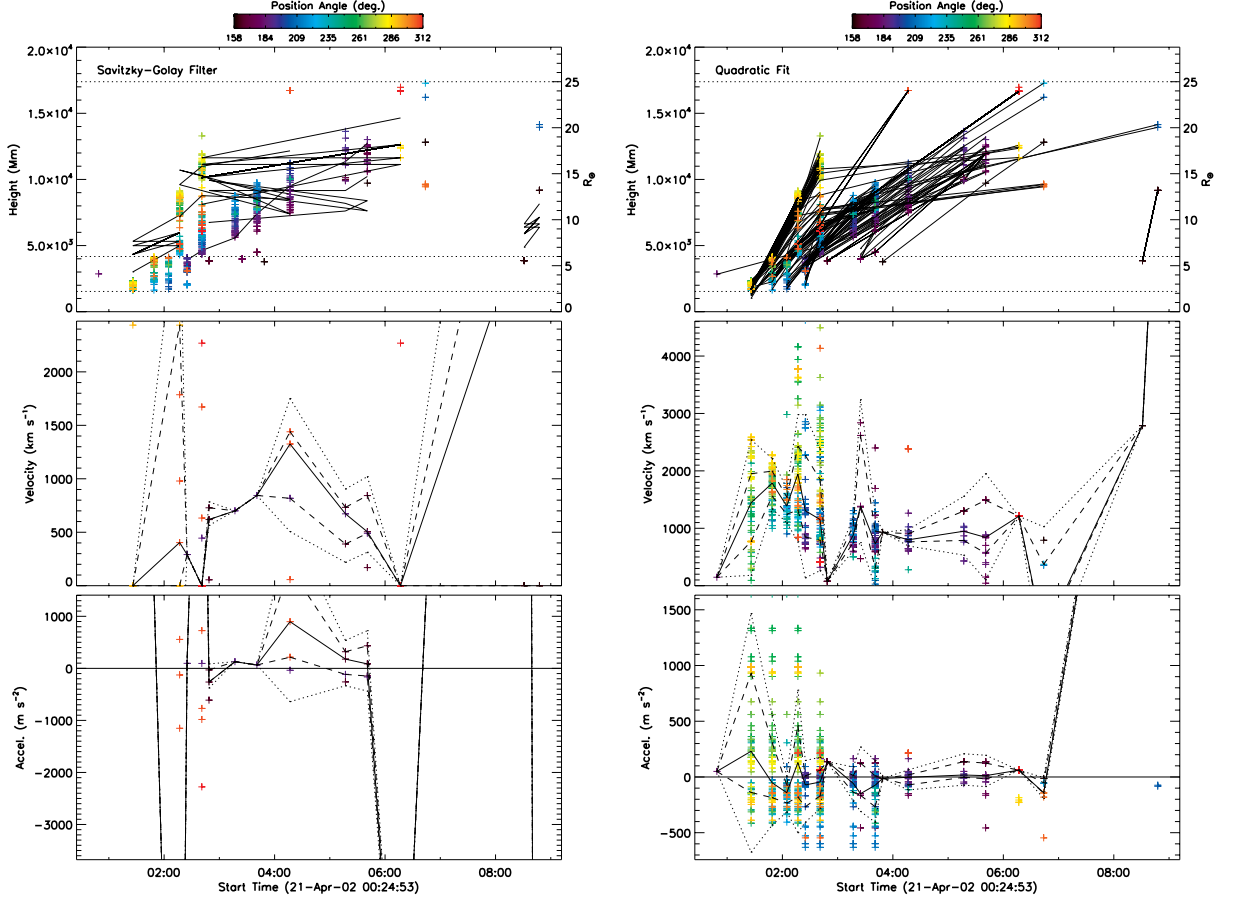 Position Angle (deg.)
158 184 209 235 261 286 312
Savitzky-Golay Filter
Height (Mm)
2.0×10⁴
1.5×10⁴
1.0×10⁴
5.0×10³
0
25
20
15
10
5
0
R⊙
Velocity (km s⁻¹)
2000
1500
1000
500
0
Accel. (m s⁻²)
1000
0
-1000
-2000
-3000
02:00 04:00 06:00 08:00
Start Time (21-Apr-02 00:24:53)
Position Angle (deg.)
158 184 209 235 261 286 312
Quadratic Fit
Height (Mm)
2.0×10⁴
1.5×10⁴
1.0×10⁴
5.0×10³
0
25
20
15
10
5
0
R⊙
Velocity (km s⁻¹)
4000
3000
2000
1000
0
Accel. (m s⁻²)
1500
1000
500
0
-500
02:00 04:00 06:00 08:00
Start Time (21-Apr-02 00:24:53)